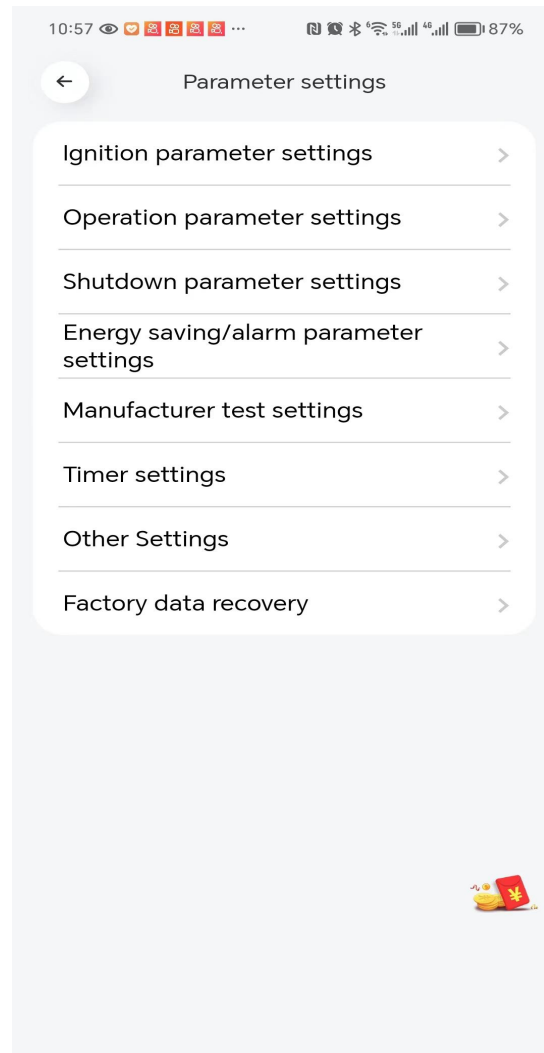 10:57
87%
Parameter settings
Ignition parameter settings
Operation parameter settings
Shutdown parameter settings
Energy saving/alarm parameter
settings
Manufacturer test settings
Timer settings
Other Settings
Factory data recovery